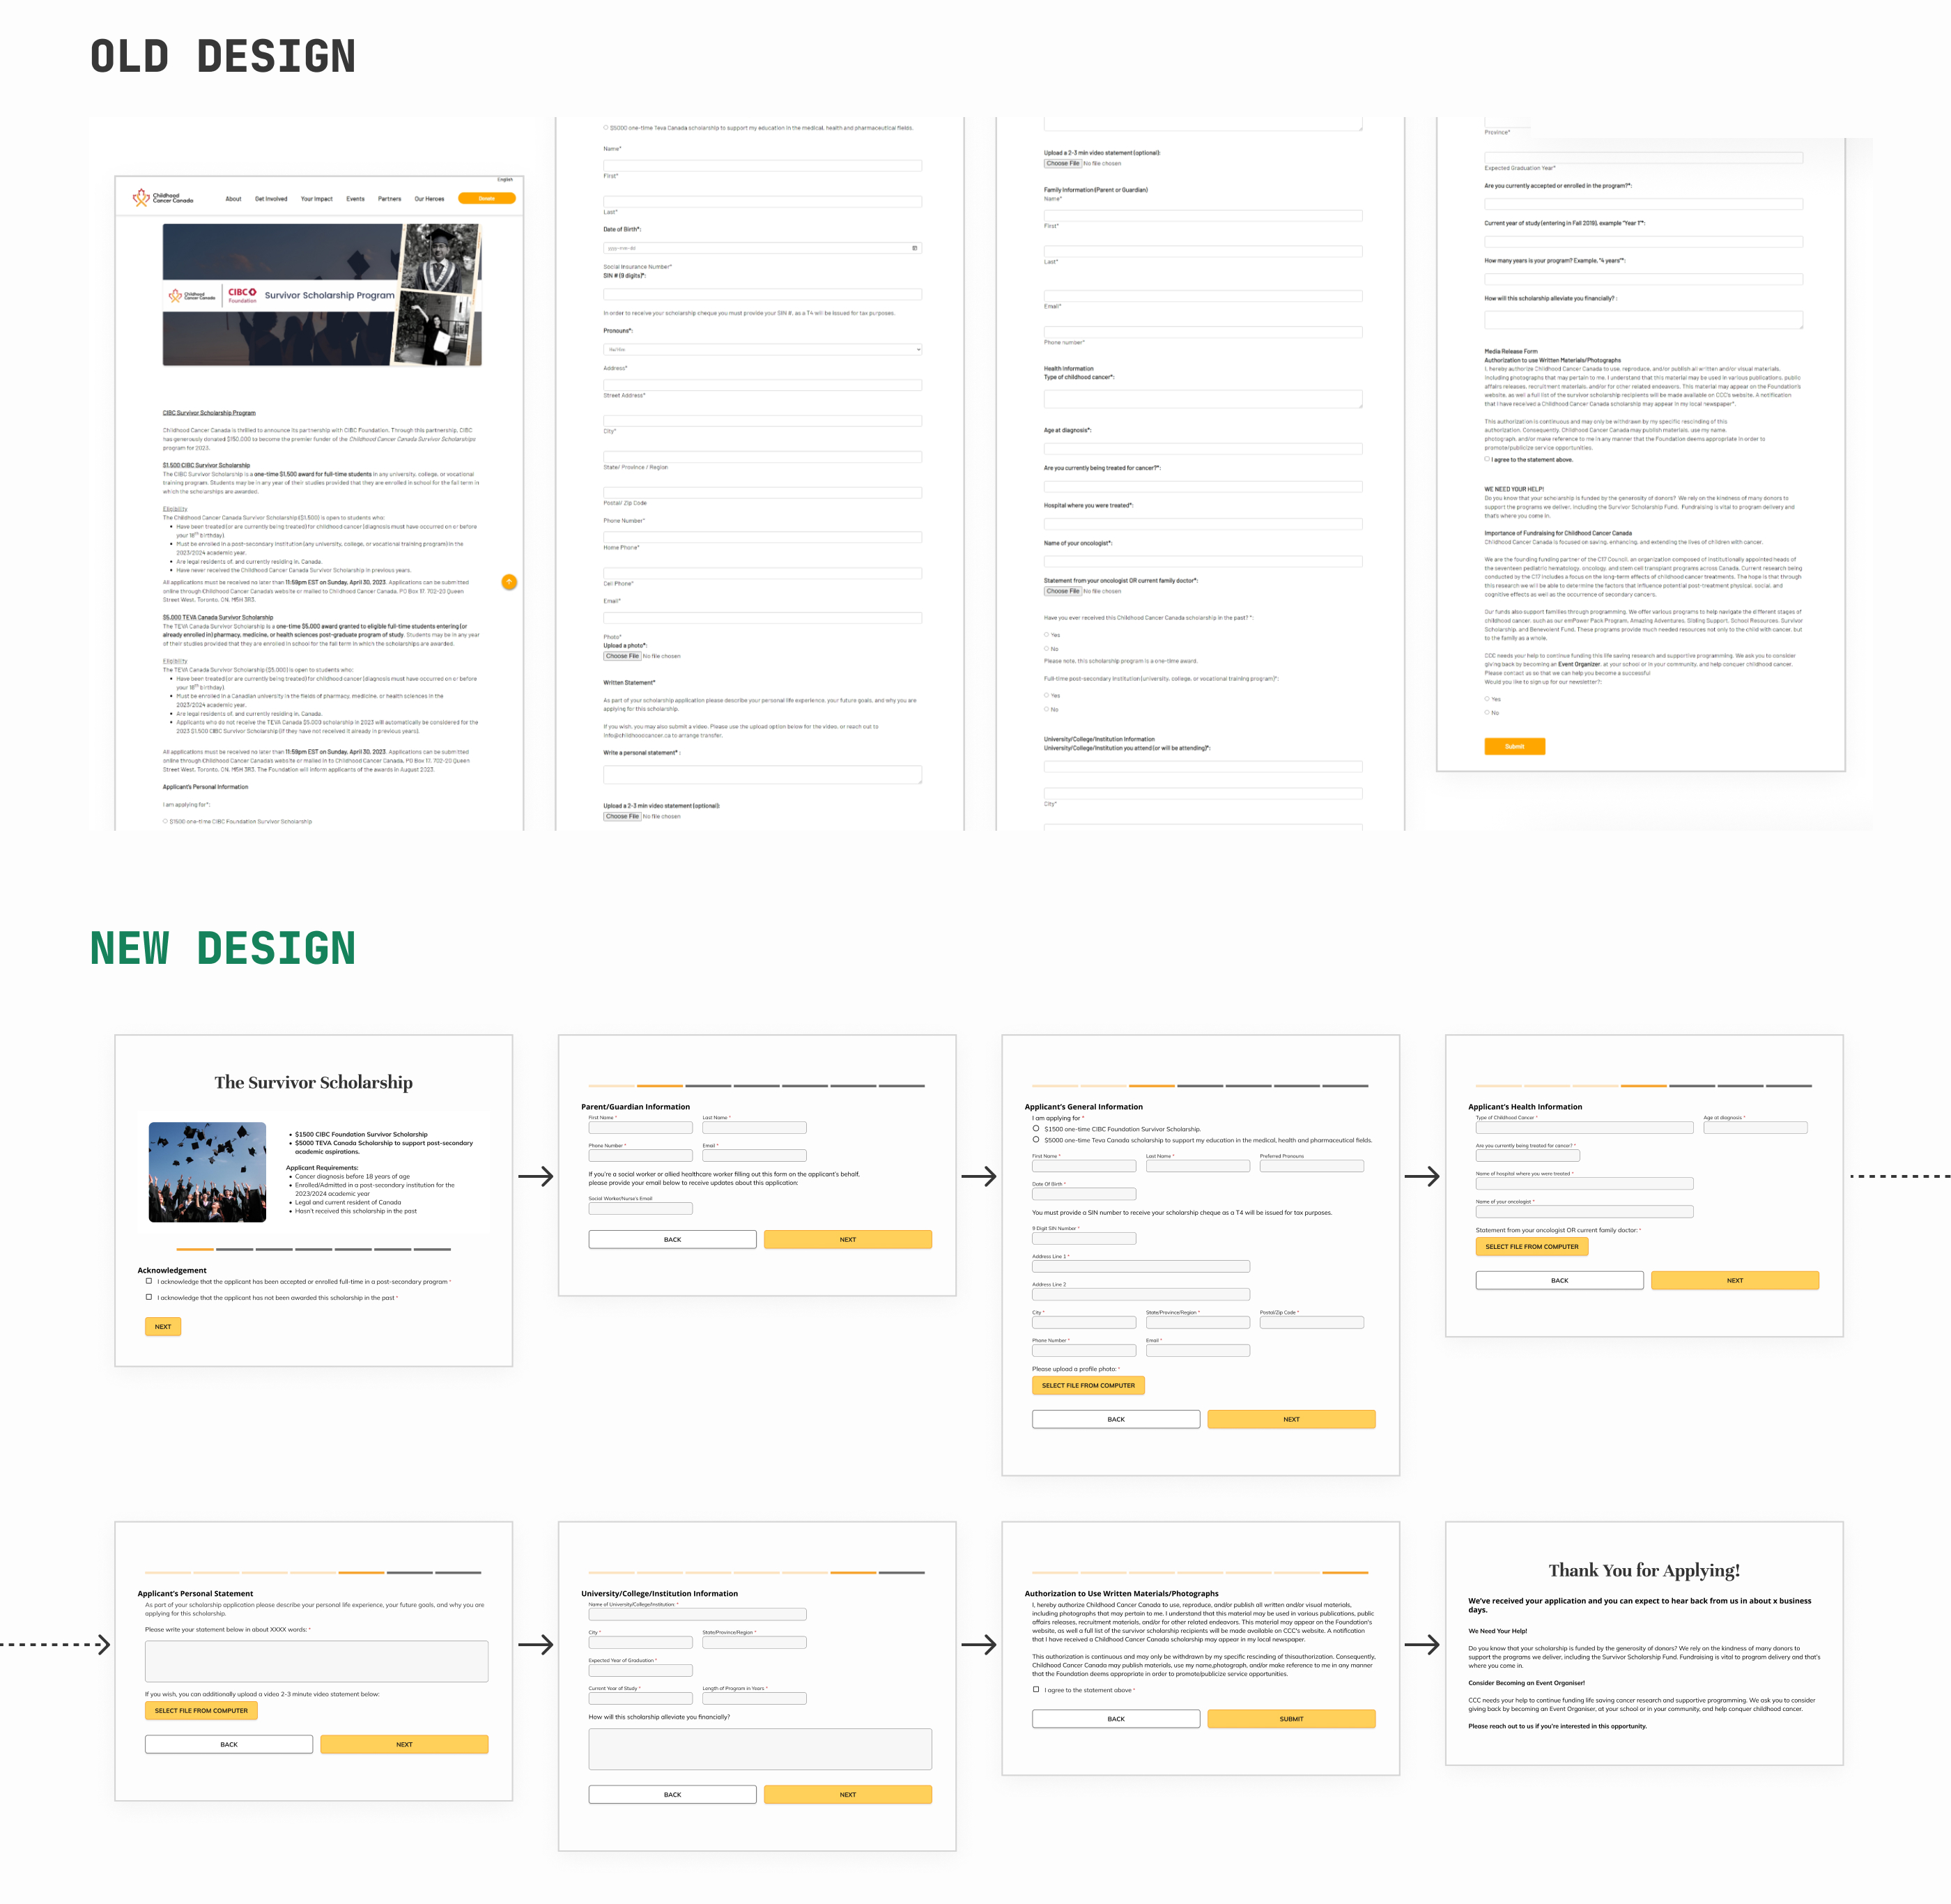 OLD DESIGN
English
Childhood
Cancer Canada
About
Get Involved
Your Impact
Events
Partners
Our Heroes
Donate
Childhood
Cancer Canada
CIBC
Foundation
Survivor Scholarship Program
CIBC Survivor Scholarship Program
Childhood Cancer Canada is thrilled to announce its partnership with CIBC Foundation. Through this partnership, CIBC
has generously donated $150,000 to become the premier funder of the Childhood Cancer Canada Survivor Scholarships
program for 2023.
$1,500 CIBC Survivor Scholarship
The CIBC Survivor Scholarship is a one-time $1,500 award for full-time students in any university, college, or vocational
training program. Students may be in any year of their studies provided that they are enrolled in school for the fall term in
which the scholarships are awarded.
Eligibility
The Childhood Cancer Canada Survivor Scholarship ($1,500) is open to students who:
Have been treated (or are currently being treated) for childhood cancer (diagnosis must have occurred on or before
your 18th birthday).
Must be enrolled in a post-secondary institution (any university, college, or vocational training program) in the
2023/2024 academic year.
Are legal residents of, and currently residing in, Canada.
Have never received the Childhood Cancer Canada Survivor Scholarship in previous years.
All applications must be received no later than 11:59pm EST on Sunday, April 30, 2023. Applications can be submitted
online through Childhood Cancer Canada's website or mailed to Childhood Cancer Canada, PO Box 17, 702-20 Queen
Street West, Toronto, ON, M5H 3R3.
$5,000 TEVA Canada Survivor Scholarship
The TEVA Canada Survivor Scholarship is a one-time $5,000 award granted to eligible full-time students entering (or
already enrolled in) pharmacy, medicine, or health sciences post-graduate program of study. Students may be in any year
of their studies provided that they are enrolled in school for the fall term in which the scholarships are awarded.
Eligibility
The TEVA Canada Survivor Scholarship ($5,000) is open to students who:
Have been treated (or are currently being treated) for childhood cancer (diagnosis must have occurred on or before
your 18th birthday).
Must be enrolled in a Canadian university in the fields of pharmacy, medicine, or health sciences in the
2023/2024 academic year.
Are legal residents of, and currently residing in, Canada.
Applicants who do not receive the TEVA Canada $5,000 scholarship in 2023 will automatically be considered for the
2023 $1,500 CIBC Survivor Scholarship (if they have not received it already in previous years).
All applications must be received no later than 11:59pm EST on Sunday, April 30, 2023. Applications can be submitted
online through Childhood Cancer Canada's website or mailed in to Childhood Cancer Canada, PO Box 17, 702-20 Queen
Street West, Toronto, ON, M5H 3R3. The Foundation will inform applicants of the awards in August 2023.
Applicant's Personal Information
I am applying for*:
$1500 one-time CIBC Foundation Survivor Scholarship
$5000 one-time Teva Canada scholarship to support my education in the medical, health and pharmaceutical fields.
Name*
First*
Last*
Date of Birth*:
yyyy-mm-dd
Social Insurance Number*
SIN # (9 digits)*:
In order to receive your scholarship cheque you must provide your SIN #, as a T4 will be issued for tax purposes.
Pronouns*:
He/Him
Address*
Street Address*
City*
State/ Province / Region
Postal/ Zip Code
Phone Number*
Home Phone*
Cell Phone*
Email*
Photo*
Upload a photo*:
Choose File No file chosen
Written Statement*
As part of your scholarship application please describe your personal life experience, your future goals, and why you are
applying for this scholarship.
If you wish, you may also submit a video. Please use the upload option below for the video, or reach out to
info@childhoodcancer.ca to arrange transfer.
Write a personal statement* :
Upload a 2-3 min video statement (optional):
Choose File No file chosen
Upload a 2-3 min video statement (optional):
Choose File No file chosen
Family Information (Parent or Guardian)
Name*
First*
Last*
Email*
Phone number*
Health Information
Type of childhood cancer*:
Age at diagnosis*:
Are you currently being treated for cancer?*:
Hospital where you were treated*:
Name of your oncologist*:
Statement from your oncologist OR current family doctor*:
Choose File No file chosen
Have you ever received this Childhood Cancer Canada scholarship in the past? *:
Yes
No
Please note, this scholarship program is a one-time award.
Full-time post-secondary institution (university, college, or vocational training program)*:
Yes
No
University/College/Institution Information
University/College/Institution you attend (or will be attending)*:
City*
Province*
Expected Graduation Year*
Are you currently accepted or enrolled in the program?*:
Current year of study (entering in Fall 2019), example "Year 1"*:
How many years is your program? Example, "4 years"*:
How will this scholarship alleviate you financially? :
Media Release Form
Authorization to use Written Materials/Photographs
I, hereby authorize Childhood Cancer Canada to use, reproduce, and/or publish all written and/or visual materials,
including photographs that may pertain to me. I understand that this material may be used in various publications, public
affairs releases, recruitment materials, and/or for other related endeavors. This material may appear on the Foundation's
website, as well a full list of the survivor scholarship recipients will be made available on CCC's website. A notification
that I have received a Childhood Cancer Canada scholarship may appear in my local newspaper*.
This authorization is continuous and may only be withdrawn by my specific rescinding of this
authorization. Consequently, Childhood Cancer Canada may publish materials, use my name,
photograph, and/or make reference to me in any manner that the Foundation deems appropriate in order to
promote/publicize service opportunities.
I agree to the statement above.
WE NEED YOUR HELP!
Do you know that your scholarship is funded by the generosity of donors? We rely on the kindness of many donors to
support the programs we deliver, including the Survivor Scholarship Fund. Fundraising is vital to program delivery and
that's where you come in.
Importance of Fundraising for Childhood Cancer Canada
Childhood Cancer Canada is focused on saving, enhancing, and extending the lives of children with cancer.
We are the founding funding partner of the C17 Council, an organization composed of institutionally appointed heads of
the seventeen pediatric hematology, oncology, and stem cell transplant programs across Canada. Current research being
conducted by the C17 includes a focus on the long-term effects of childhood cancer treatments. The hope is that through
this research we will be able to determine the factors that influence potential post-treatment physical, social, and
cognitive effects as well as the occurrence of secondary cancers.
Our funds also support families through programming. We offer various programs to help navigate the different stages of
childhood cancer, such as our emPower Pack Program, Amazing Adventures, Sibling Support, School Resources, Survivor
Scholarship, and Benevolent Fund. These programs provide much needed resources not only to the child with cancer, but
to the family as a whole.
CCC needs your help to continue funding this life saving research and supportive programming. We ask you to consider
giving back by becoming an Event Organizer, at your school or in your community, and help conquer childhood cancer.
Please contact us so that we can help you become a successful
Would you like to sign up for our newsletter?:
Yes
No
Submit
NEW DESIGN
The Survivor Scholarship
$1500 CIBC Foundation Survivor Scholarship
$5000 TEVA Canada Scholarship to support post-secondary
academic aspirations.
Applicant Requirements:
Cancer diagnosis before 18 years of age
Enrolled/Admitted in a post-secondary institution for the
2023/2024 academic year
Legal and current resident of Canada
Hasn't received this scholarship in the past
Acknowledgement
I acknowledge that the applicant has been accepted or enrolled full-time in a post-secondary program *
I acknowledge that the applicant has not been awarded this scholarship in the past *
NEXT
Parent/Guardian Information
First Name * Last Name *
Phone Number * Email *
If you're a social worker or allied healthcare worker filling out this form on the applicant's behalf,
please provide your email below to receive updates about this application:
Social Worker/Nurse's Email
BACK NEXT
Applicant's General Information
I am applying for *
$1500 one-time CIBC Foundation Survivor Scholarship.
$5000 one-time Teva Canada scholarship to support my education in the medical, health and pharmaceutical fields.
First Name * Last Name * Preferred Pronouns
Date Of Birth *
You must provide a SIN number to receive your scholarship cheque as a T4 will be issued for tax purposes.
9 Digit SIN Number *
Address Line 1 *
Address Line 2
City * State/Province/Region * Postal/Zip Code *
Phone Number * Email *
Please upload a profile photo: *
SELECT FILE FROM COMPUTER
BACK NEXT
Applicant's Health Information
Type of Childhood Cancer * Age at diagnosis *
Are you currently being treated for cancer? *
Name of hospital where you were treated *
Name of your oncologist *
Statement from your oncologist OR current family doctor: *
SELECT FILE FROM COMPUTER
BACK NEXT
Applicant's Personal Statement
As part of your scholarship application please describe your personal life experience, your future goals, and why you are
applying for this scholarship.
Please write your statement below in about XXXX words: *
If you wish, you can additionally upload a video 2-3 minute video statement below:
SELECT FILE FROM COMPUTER
BACK NEXT
University/College/Institution Information
Name of University/College/Institution: *
City * State/Province/Region *
Expected Year of Graduation *
Current Year of Study * Length of Program in Years *
How will this scholarship alleviate you financially?
BACK NEXT
Authorization to Use Written Materials/Photographs
I, hereby authorize Childhood Cancer Canada to use, reproduce, and/or publish all written and/or visual materials,
including photographs that may pertain to me. I understand that this material may be used in various publications, public
affairs releases, recruitment materials, and/or for other related endeavors. This material may appear on the Foundation's
website, as well a full list of the survivor scholarship recipients will be made available on CCC's website. A notification
that I have received a Childhood Cancer Canada scholarship may appear in my local newspaper.
This authorization is continuous and may only be withdrawn by my specific rescinding of thisauthorization. Consequently,
Childhood Cancer Canada may publish materials, use my name,photograph, and/or make reference to me in any manner
that the Foundation deems appropriate in order to promote/publicize service opportunities.
I agree to the statement above *
BACK SUBMIT
Thank You for Applying!
We've received your application and you can expect to hear back from us in about x business
days.
We Need Your Help!
Do you know that your scholarship is funded by the generosity of donors? We rely on the kindness of many donors to
support the programs we deliver, including the Survivor Scholarship Fund. Fundraising is vital to program delivery and that's
where you come in.
Consider Becoming an Event Organiser!
CCC needs your help to continue funding life saving cancer research and supportive programming. We ask you to consider
giving back by becoming an Event Organiser, at your school or in your community, and help conquer childhood cancer.
Please reach out to us if you're interested in this opportunity.